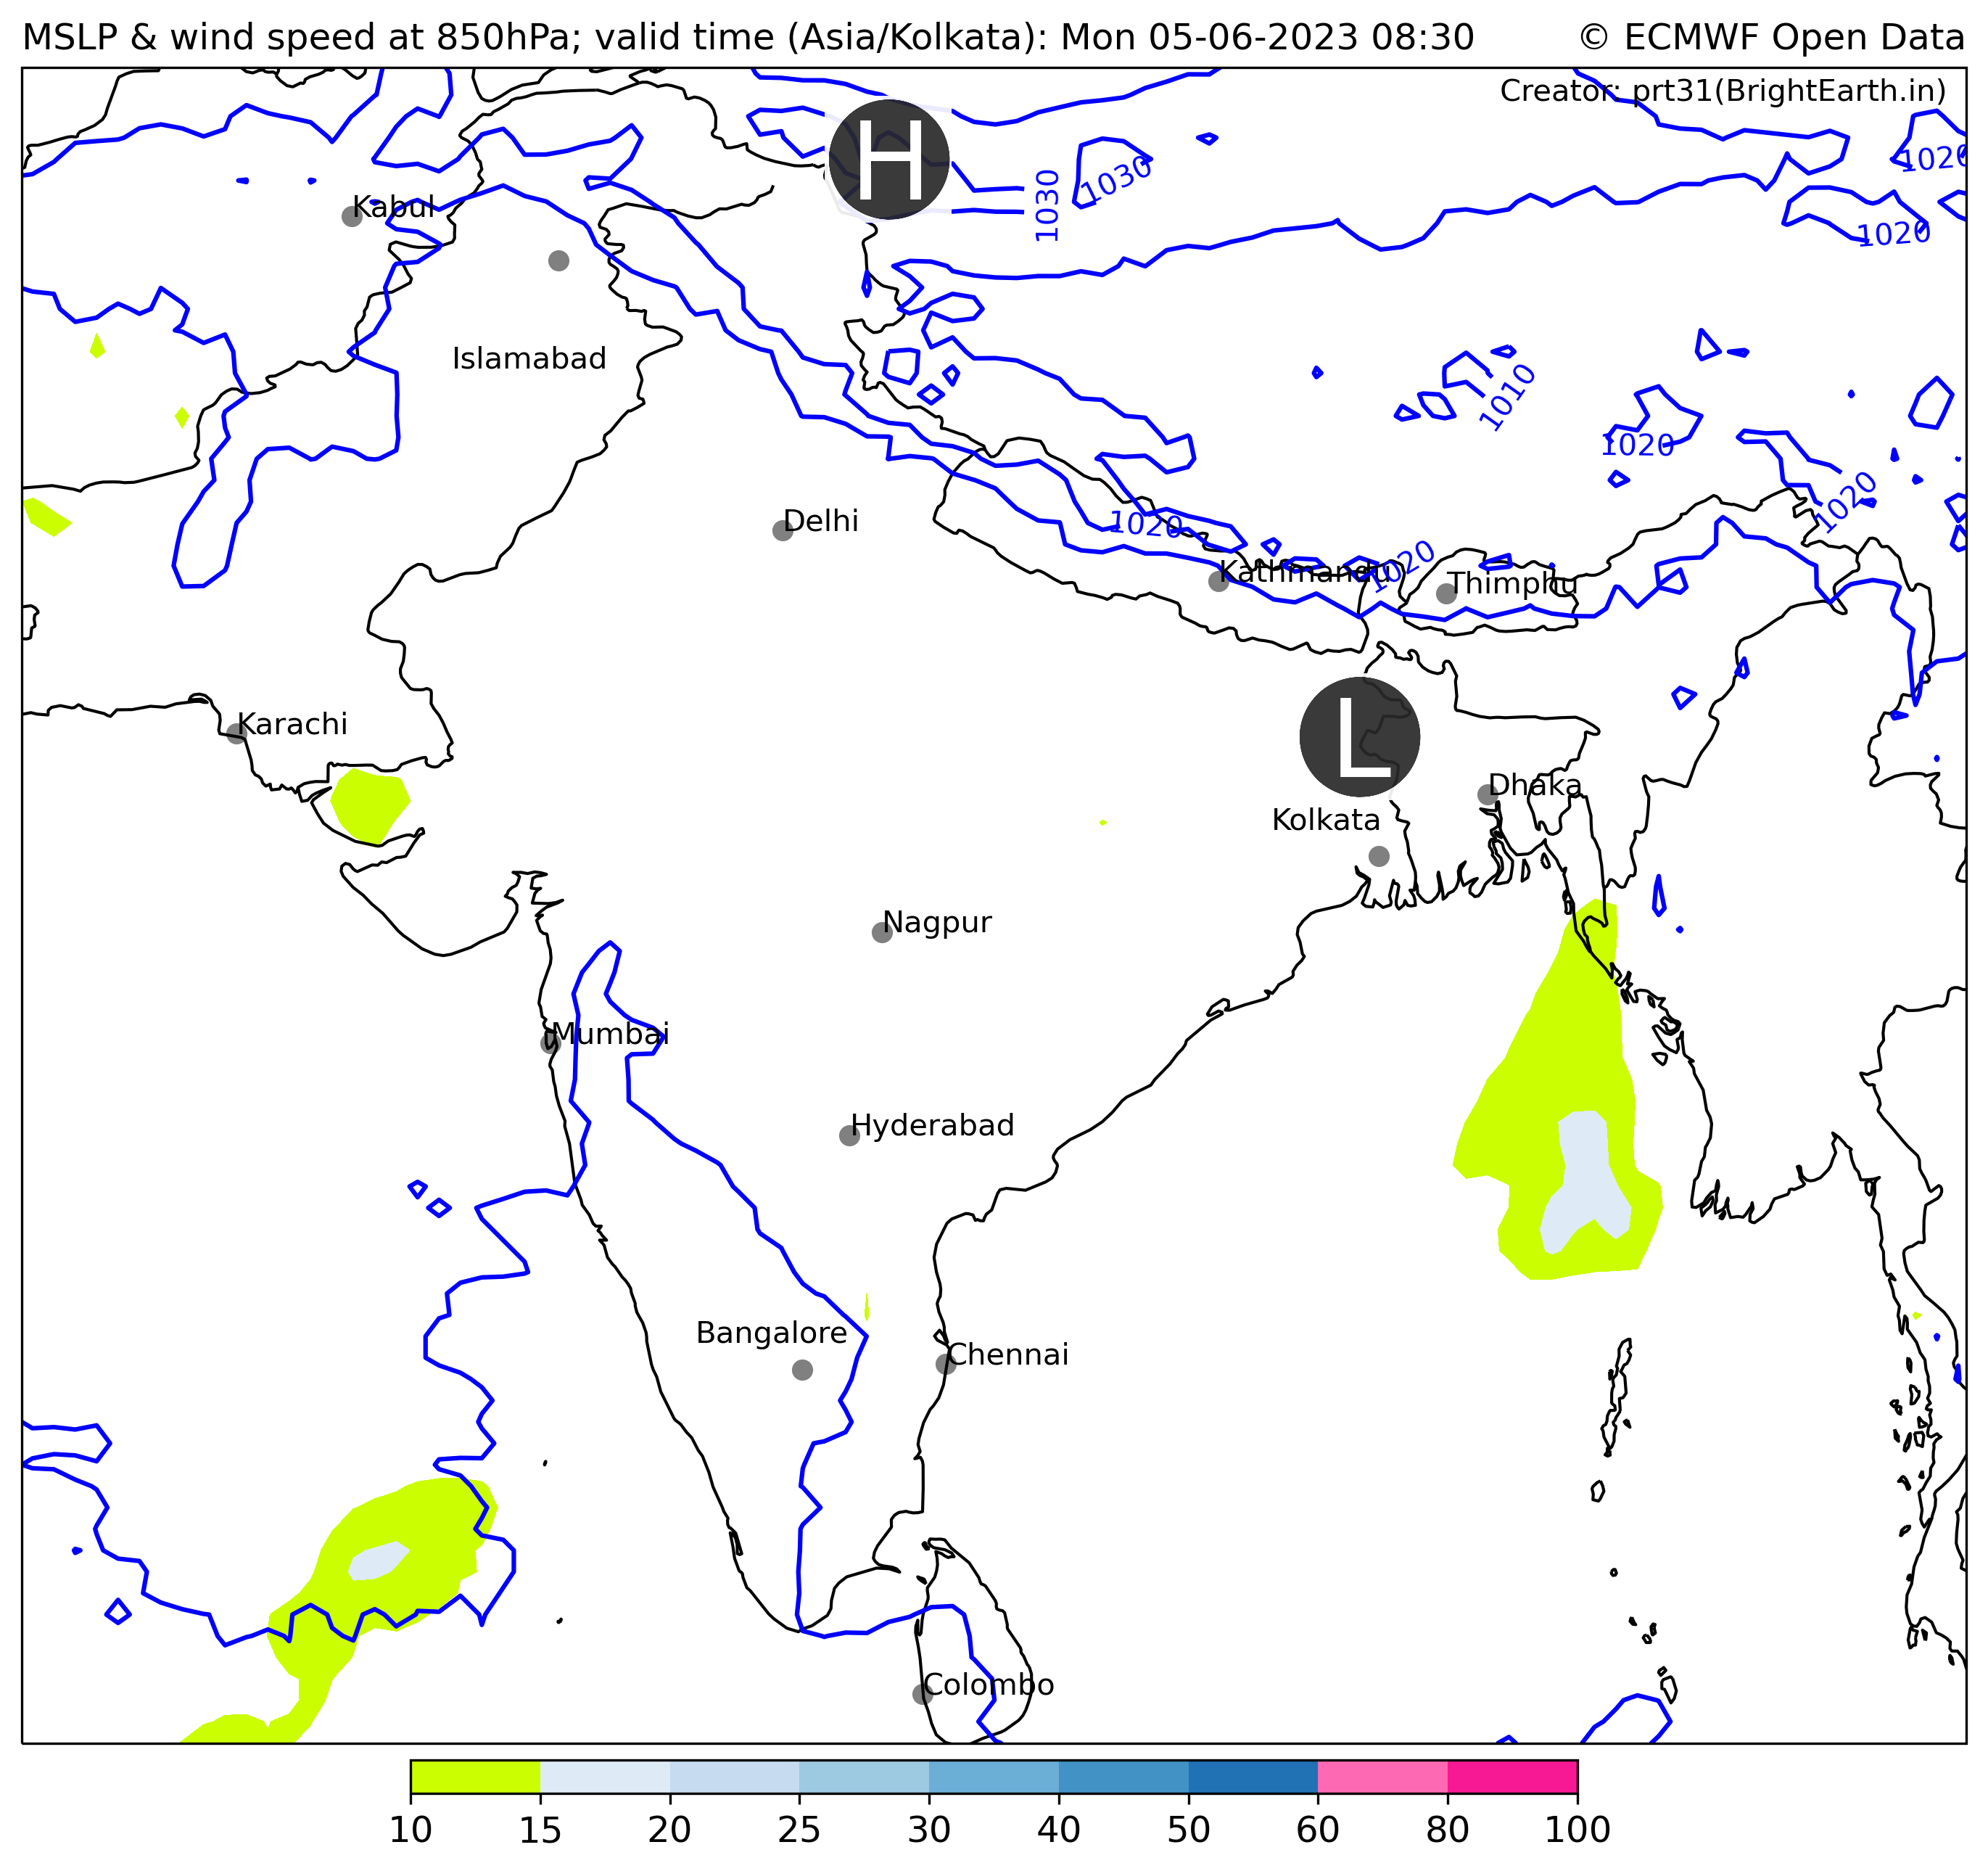 MSLP & wind speed at 850hPa; valid time (Asia/Kolkata): Mon 05-06-2023 08:30 © ECMWF Open Data
Creator: prt31(BrightEarth.in)
H
1030
1030
1020
1020
Kabul
Islamabad
1010
1020
1020
Delhi
1020
1020
Kathmandu
Thimphu
L
Karachi
Dhaka
Kolkata
Nagpur
Mumbai
Hyderabad
Bangalore
Chennai
Colombo
10 15 20 25 30 40 50 60 80 100